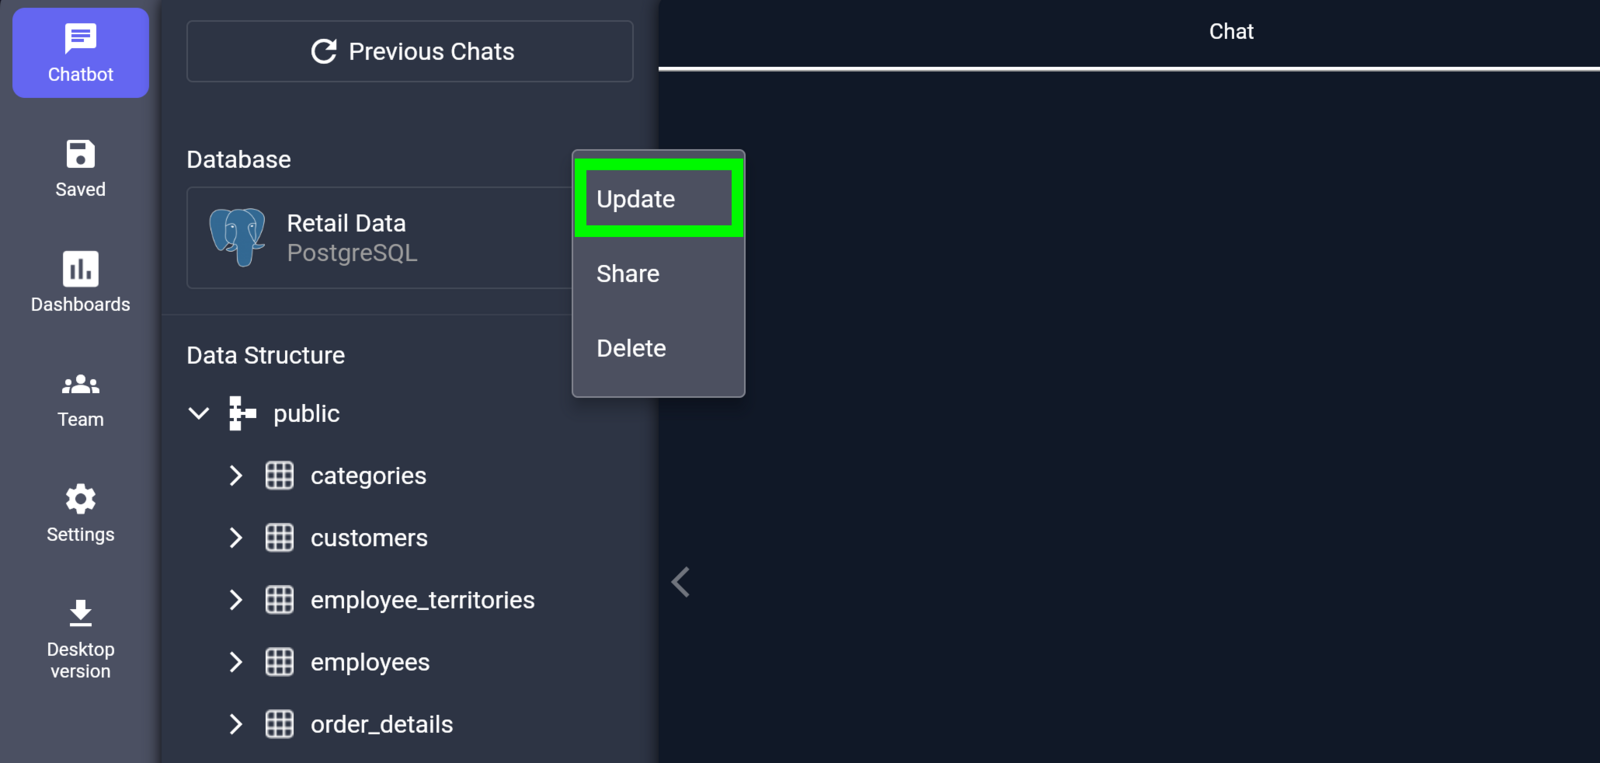 Chatbot
Saved
Dashboards
Team
Settings
Desktop
version
Previous Chats
Database
Retail Data
PostgreSQL
Update
Share
Delete
Data Structure
public
categories
customers
employee_territories
employees
order_details
Chat